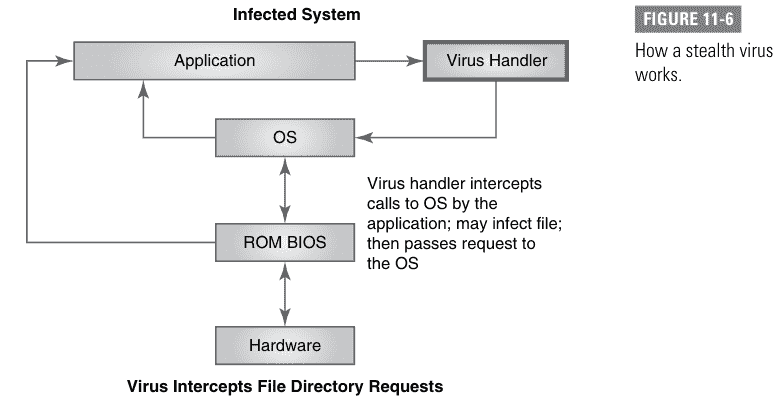 Infected System
FIGURE 11-6
How a stealth virus
works.
Application
Virus Handler
OS
Virus handler intercepts
calls to OS by the
application; may infect file;
then passes request to
the OS
ROM BIOS
Hardware
Virus Intercepts File Directory Requests